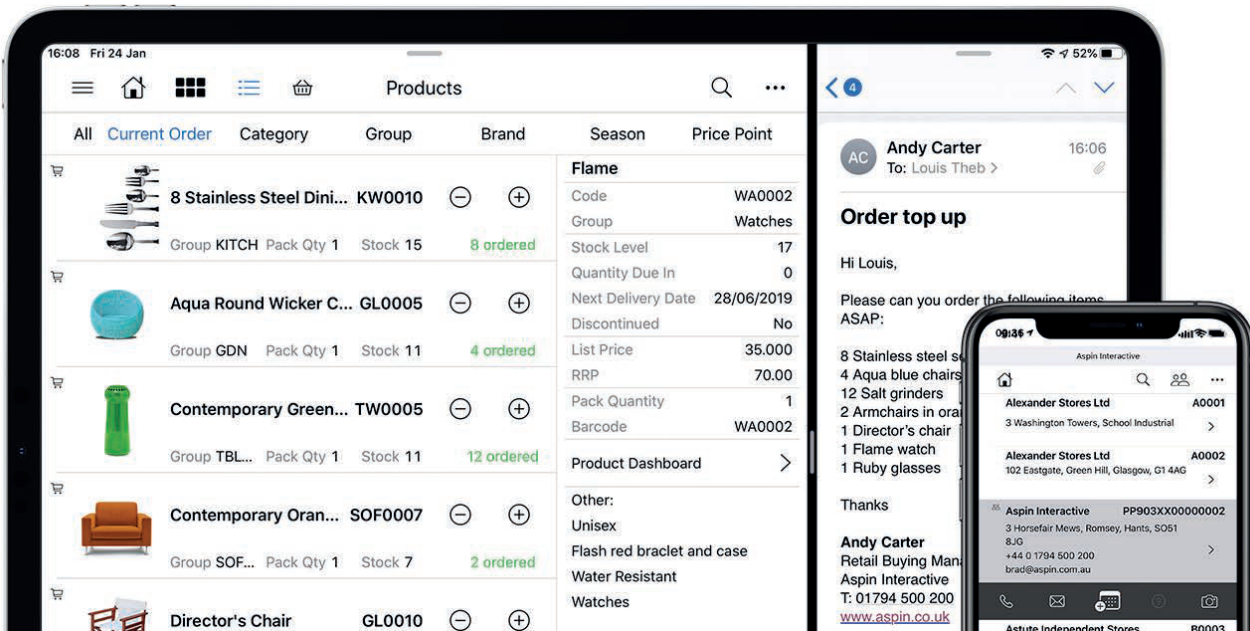 16:08 Fri 24 Jan
52%
Products
All Current Order Category Group Brand Season Price Point
8 Stainless Steel Dini... KW0010
Group KITCH Pack Qty 1 Stock 15 8 ordered
Aqua Round Wicker C... GL0005
Group GDN Pack Qty 1 Stock 11 4 ordered
Contemporary Green... TW0005
Group TBL... Pack Qty 1 Stock 11 12 ordered
Contemporary Oran... SOF0007
Group SOF... Pack Qty 1 Stock 7 2 ordered
Director's Chair GL0010
Flame
Code WA0002
Group Watches
Stock Level 17
Quantity Due In 0
Next Delivery Date 28/06/2019
Discontinued No
List Price 35.000
RRP 70.00
Pack Quantity 1
Barcode WA0002
Product Dashboard
Other:
Unisex
Flash red braclet and case
Water Resistant
Watches
4
AC
Andy Carter 16:06
To: Louis Theb
Order top up
Hi Louis,
Please can you order the following items
ASAP:
8 Stainless steel
4 Aqua blue chairs
12 Salt grinders
2 Armchairs in
1 Director's chair
1 Flame watch
1 Ruby glasses
Thanks
Andy Carter
Retail Buying
Aspin Interactive
T: 01794 500 200
www.aspin.co.uk
09:36
Aspin Interactive
Alexander Stores Ltd A0001
3 Washington Towers, School Industrial
Alexander Stores Ltd A0002
102 Eastgate, Green Hill, Glasgow, G1 4AG
Aspin Interactive PP903XX00000002
3 Horsefair Mews, Romsey, Hants, SO51
8JG
+44 0 1794 500 200
brad@aspin.com.au
Astute Independent Stores B0003